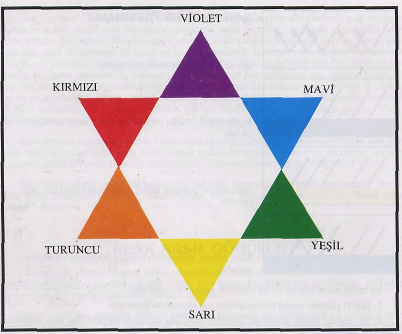 VİOLET
KIRMIZI
MAVİ
TURUNCU
YEŞİL
SARI